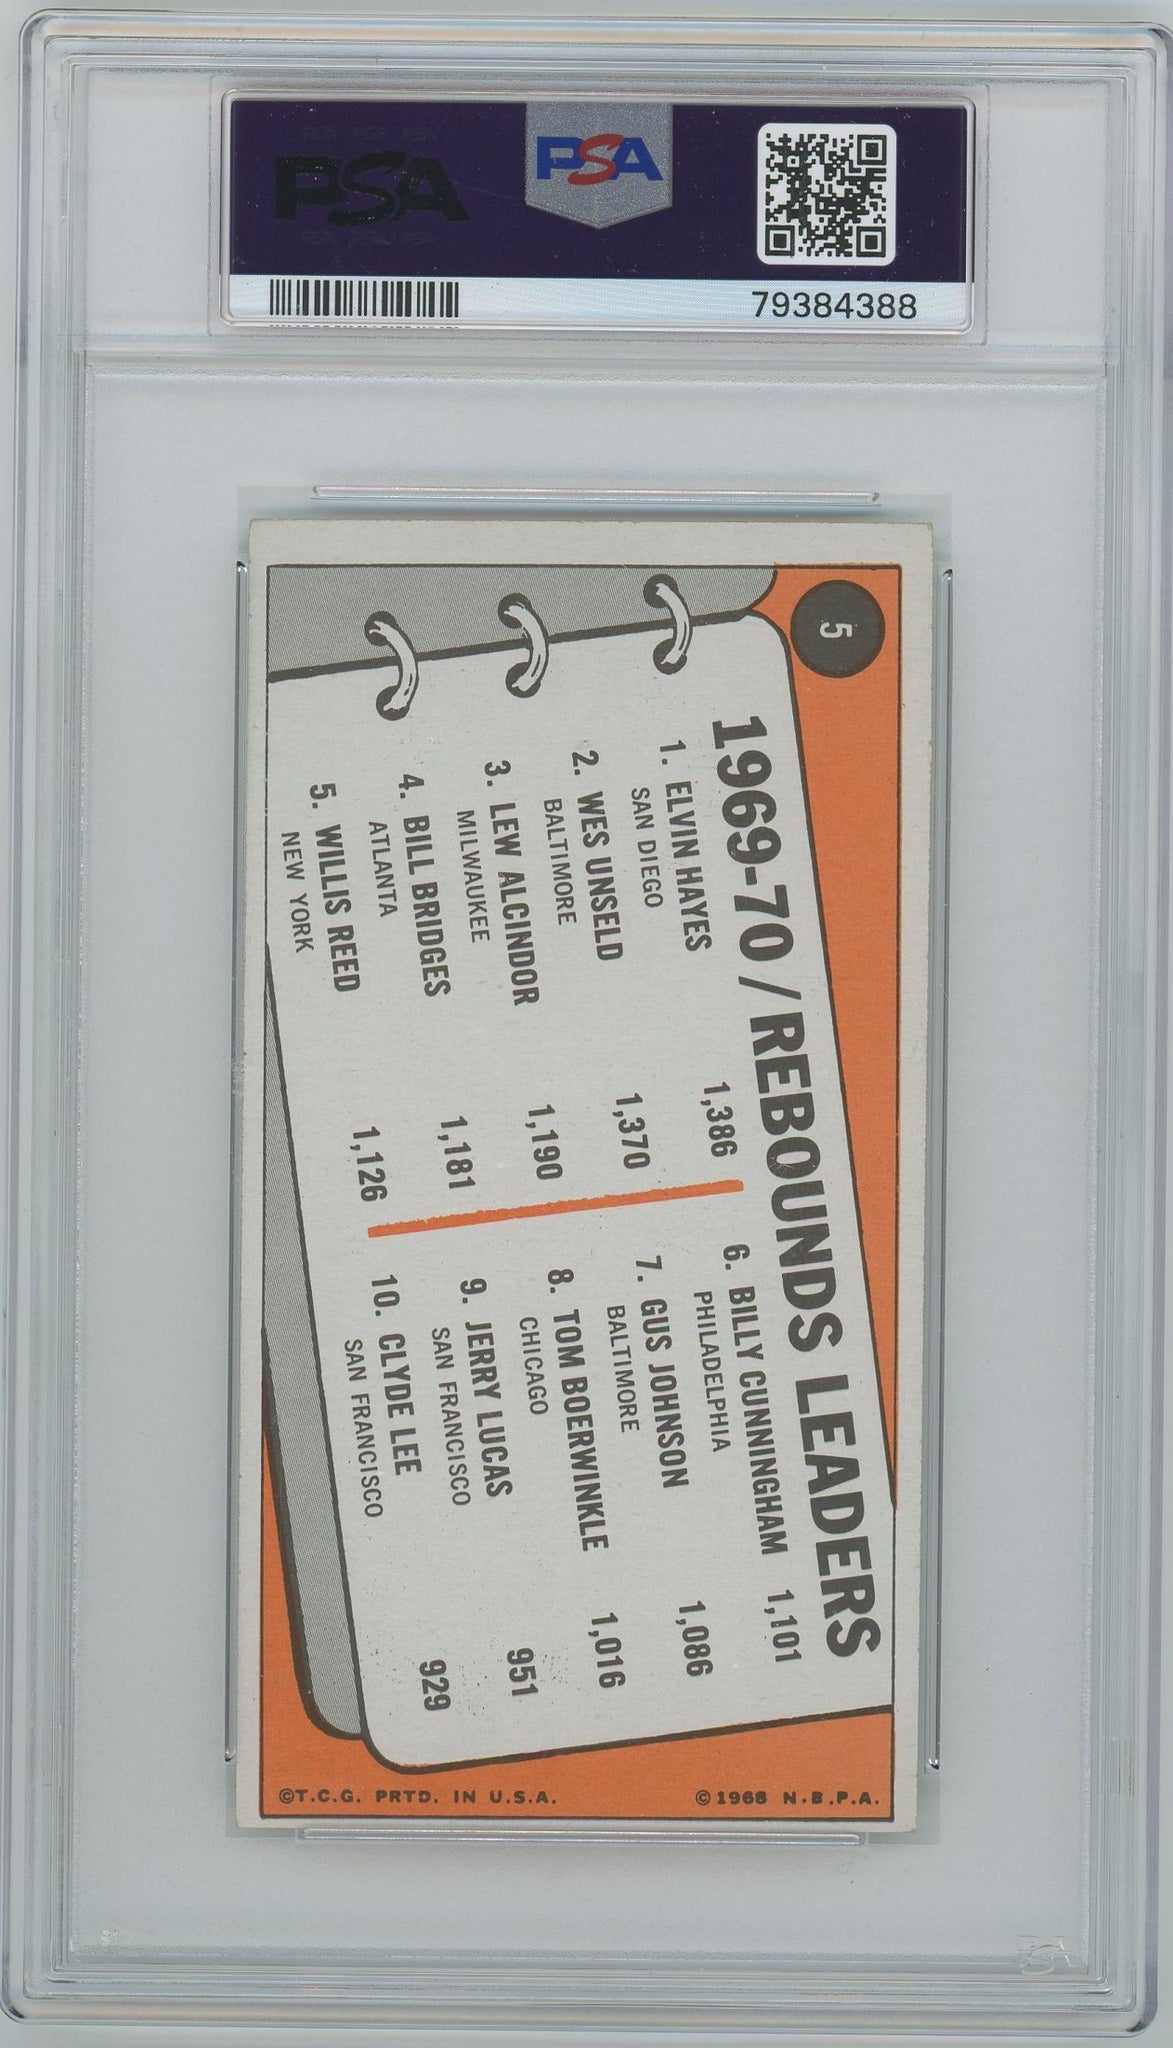 PSA
PSA
79384388
5
1969-70 / REBOUNDS LEADERS
1. ELVIN HAYES 1,386
SAN DIEGO
2. WES UNSELD 1,370
BALTIMORE
3. LEW ALCINDOR 1,190
MILWAUKEE
4. BILL BRIDGES 1,181
ATLANTA
5. WILLIS REED 1,126
NEW YORK
6. BILLY CUNNINGHAM 1,101
PHILADELPHIA
7. GUS JOHNSON 1,086
BALTIMORE
8. TOM BOERWINKLE 1,016
CHICAGO
9. JERRY LUCAS 951
SAN FRANCISCO
10. CLYDE LEE 929
SAN FRANCISCO
©T.C.G. PRTD. IN U.S.A.
© 1968 N.B.P.A.
PSA